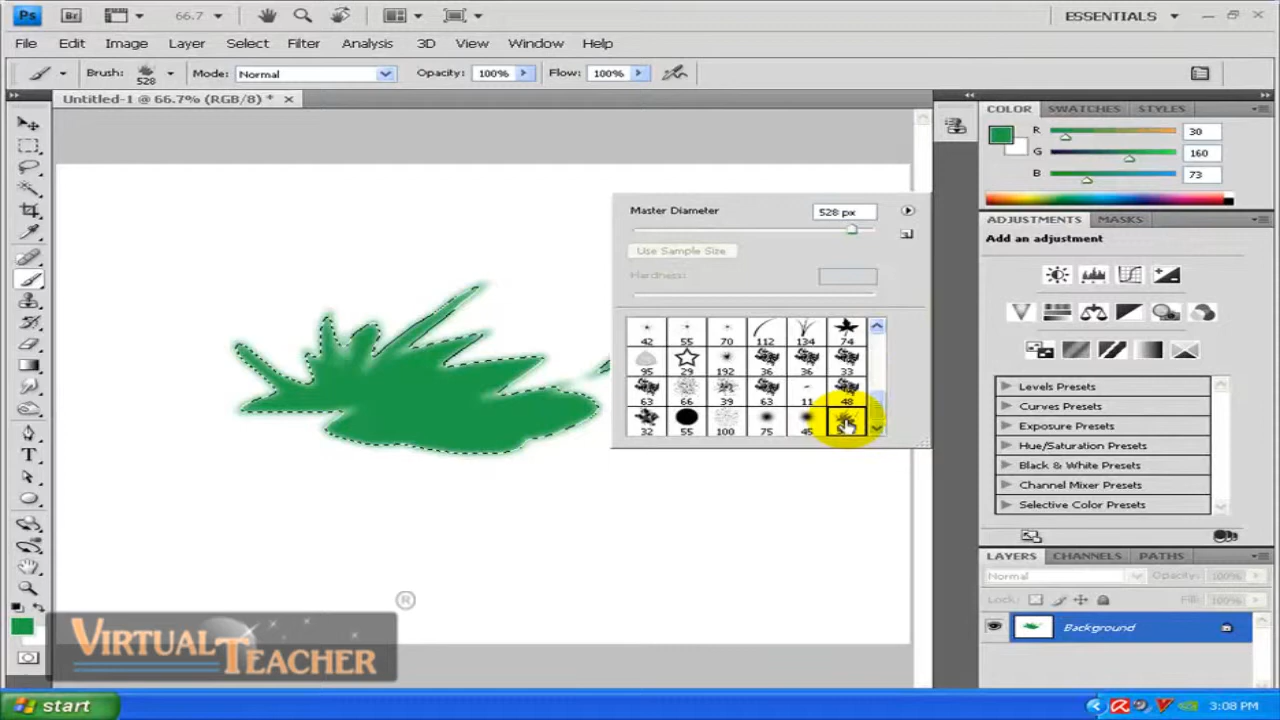 Ps Br 66.7 ESSENTIALS
File Edit Image Layer Select Filter Analysis 3D View Window Help
Brush: 528 Mode: Normal Opacity: 100% Flow: 100%
Untitled-1 @ 66.7% (RGB/8) *
COLOR SWATCHES STYLES
R 30
G 160
B 73
Master Diameter 528 px
Use Sample Size
Hardness:
42 55 70 112 134 74
95 29 192 36 36 33
63 66 39 63 11 48
32 55 100 75 45
ADJUSTMENTS MASKS
Add an adjustment
Levels Presets
Curves Presets
Exposure Presets
Hue/Saturation Presets
Black & White Presets
Channel Mixer Presets
Selective Color Presets
LAYERS CHANNELS PATHS
Normal Opacity: 100%
Lock: Fill: 100%
Background
®
VIRTUAL TEACHER
start 3:08 PM